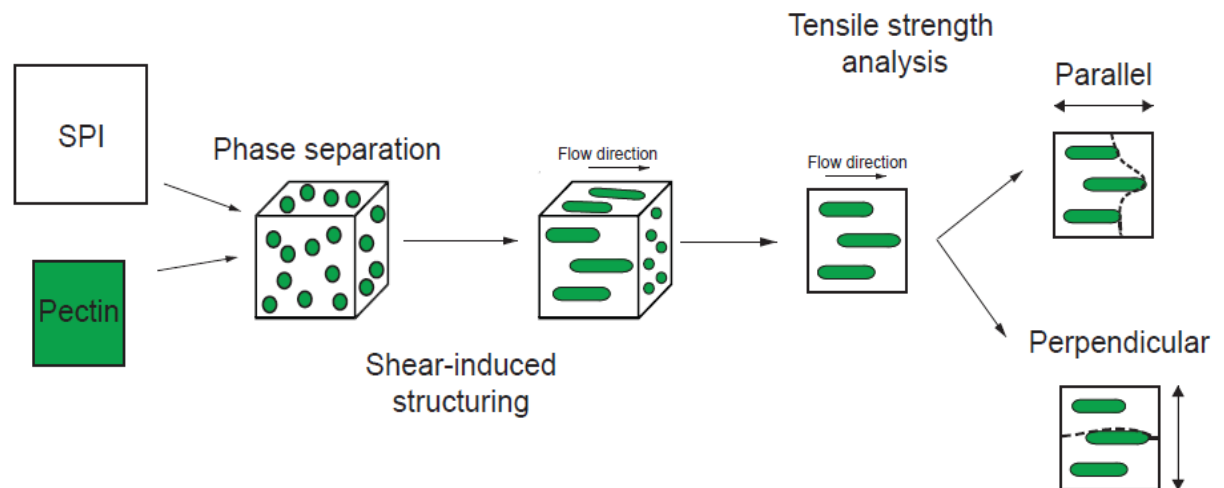 SPI
Pectin
Phase separation
Shear-induced
structuring
Flow direction
Flow direction
Tensile strength
analysis
Parallel
Perpendicular